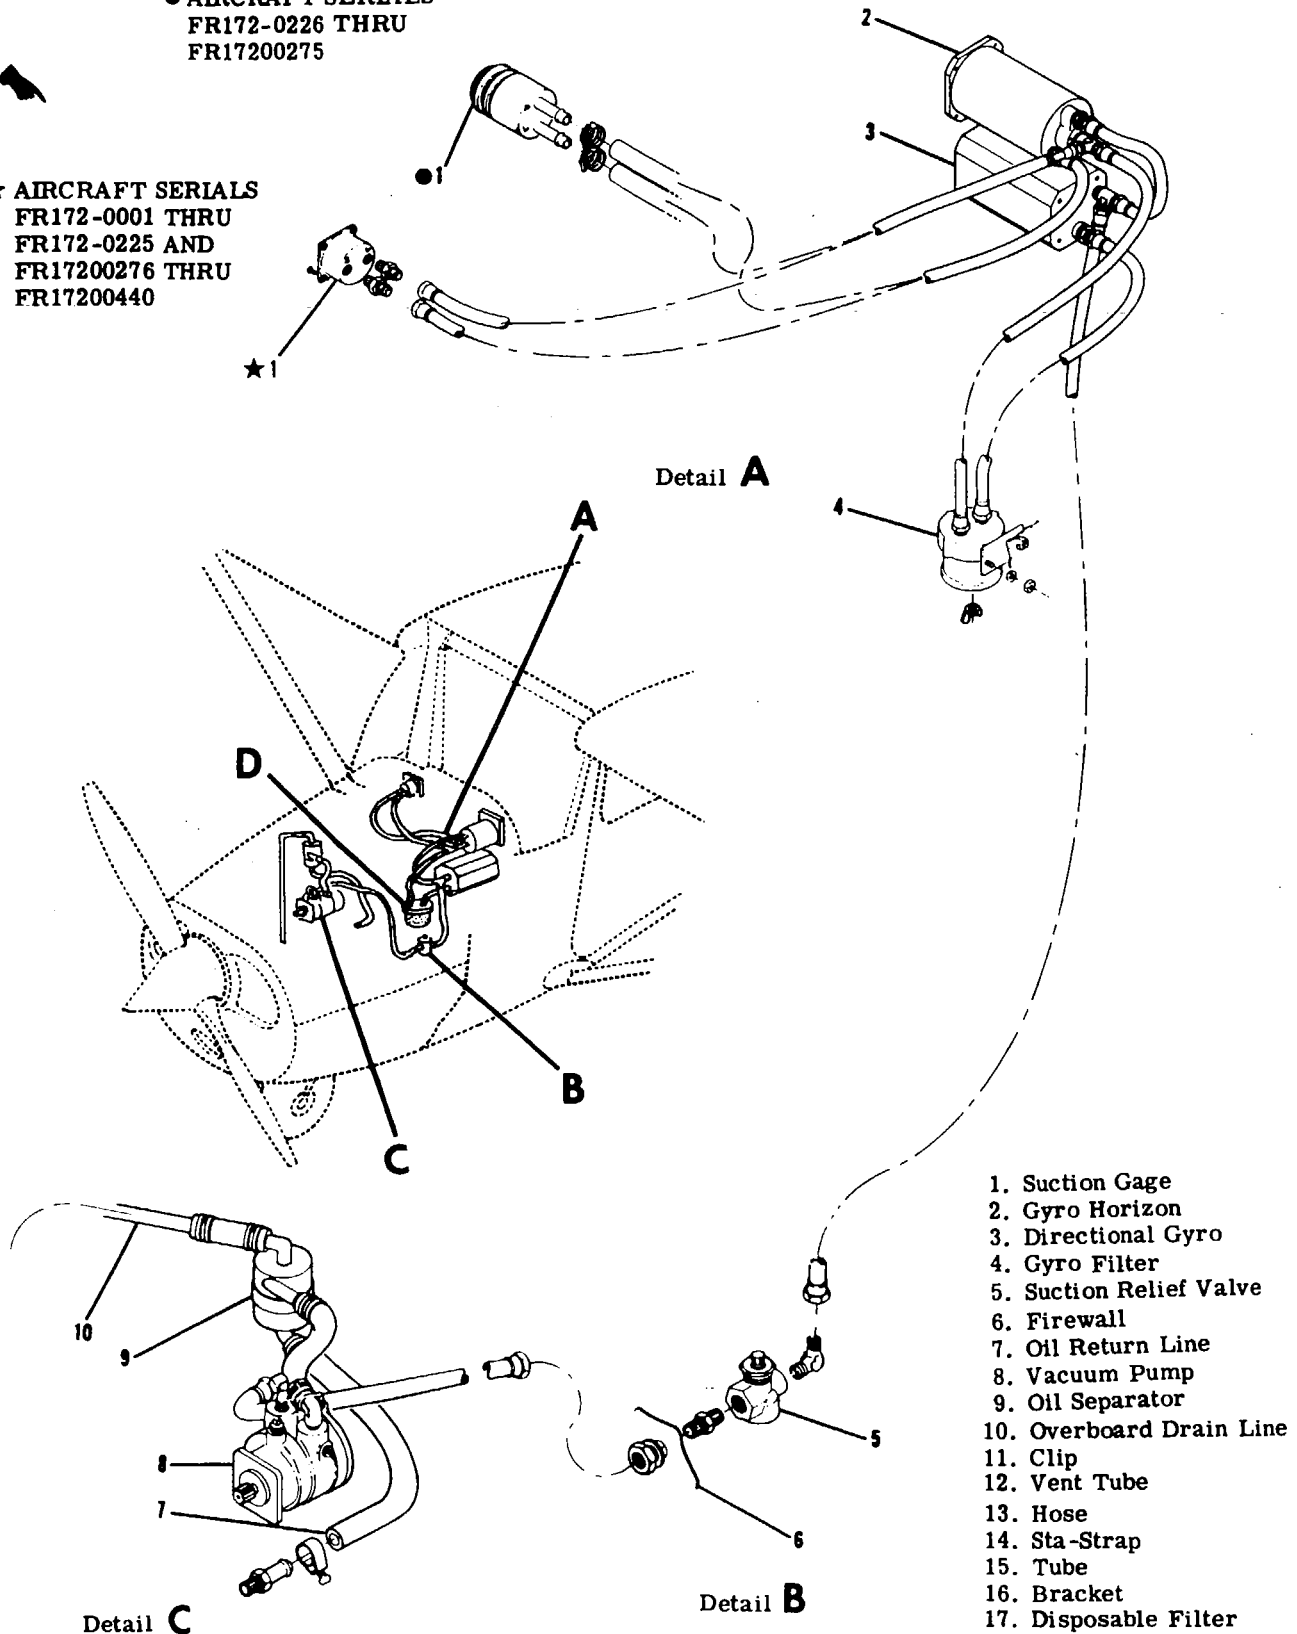 ● AIRCRAFT SERIALS
FR172-0226 THRU
FR17200275
★ AIRCRAFT SERIALS
FR172-0001 THRU
FR172-0225 AND
FR17200276 THRU
FR17200440
2
3
●1
★1
Detail A
4
A
D
B
C
10
9
8
7
5
6
Detail C
Detail B
1. Suction Gage
2. Gyro Horizon
3. Directional Gyro
4. Gyro Filter
5. Suction Relief Valve
6. Firewall
7. Oil Return Line
8. Vacuum Pump
9. Oil Separator
10. Overboard Drain Line
11. Clip
12. Vent Tube
13. Hose
14. Sta-Strap
15. Tube
16. Bracket
17. Disposable Filter